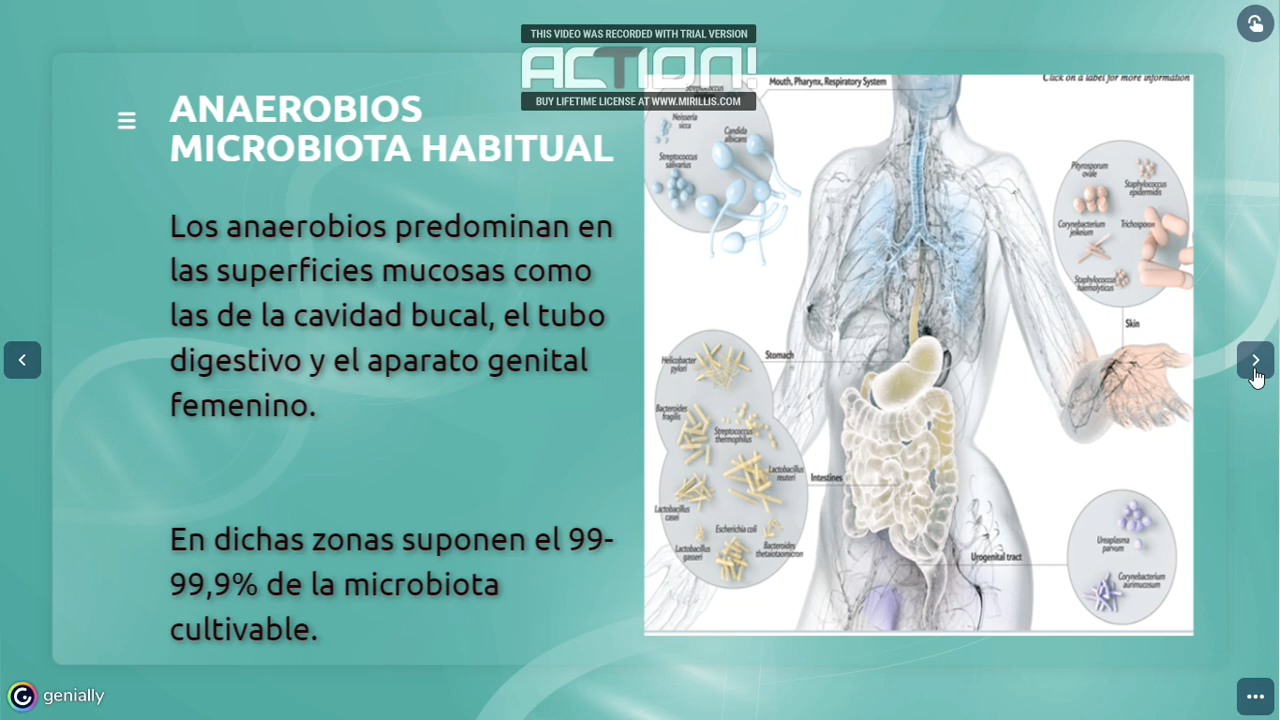 THIS VIDEO WAS RECORDED WITH TRIAL VERSION
ACTION!
BUY LIFETIME LICENSE AT WWW.MIRILLIS.COM
ANAEROBIOS
MICROBIOTA HABITUAL
Los anaerobios predominan en
las superficies mucosas como
las de la cavidad bucal, el tubo
digestivo y el aparato genital
femenino.
En dichas zonas suponen el 99-
99,9% de la microbiota
cultivable.
Mouth, Pharynx, Respiratory System
Click on a label for more information
Streptococcus
Neisseria
sicca
Candida
albicans
Streptococcus
salivarius
Pityrosporum
ovale
Staphylococcus
epidermidis
Corynebacterium
jeikeium
Trichosporon
Staphylococcus
haemolyticus
Skin
Stomach
Helicobacter
pylori
Bacteroides
fragilis
Streptococcus
thermophilus
Lactobacillus
reuteri
Intestines
Lactobacillus
casei
Escherichia coli
Lactobacillus
gasseri
Bacteroides
thetaiotaomicron
Urogenital tract
Ureaplasma
parvum
Corynebacterium
aurimucosum
genially